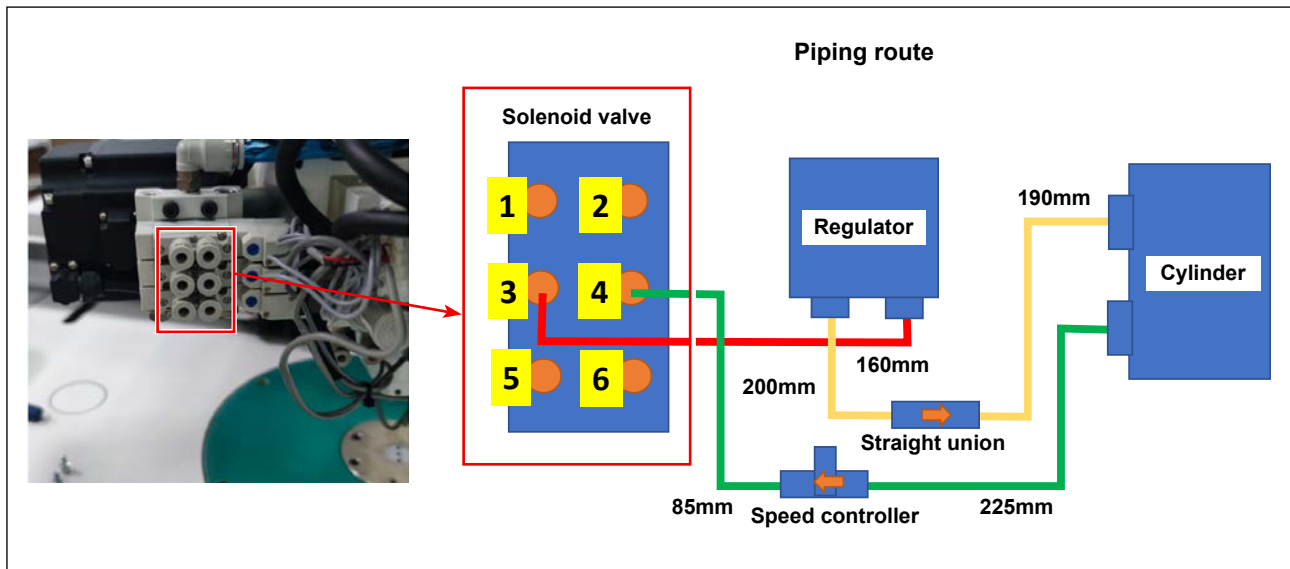 Piping route
Solenoid valve
1 2
3 4
5 6
Regulator
Cylinder
190mm
160mm
200mm
Straight union
85mm
Speed controller
225mm